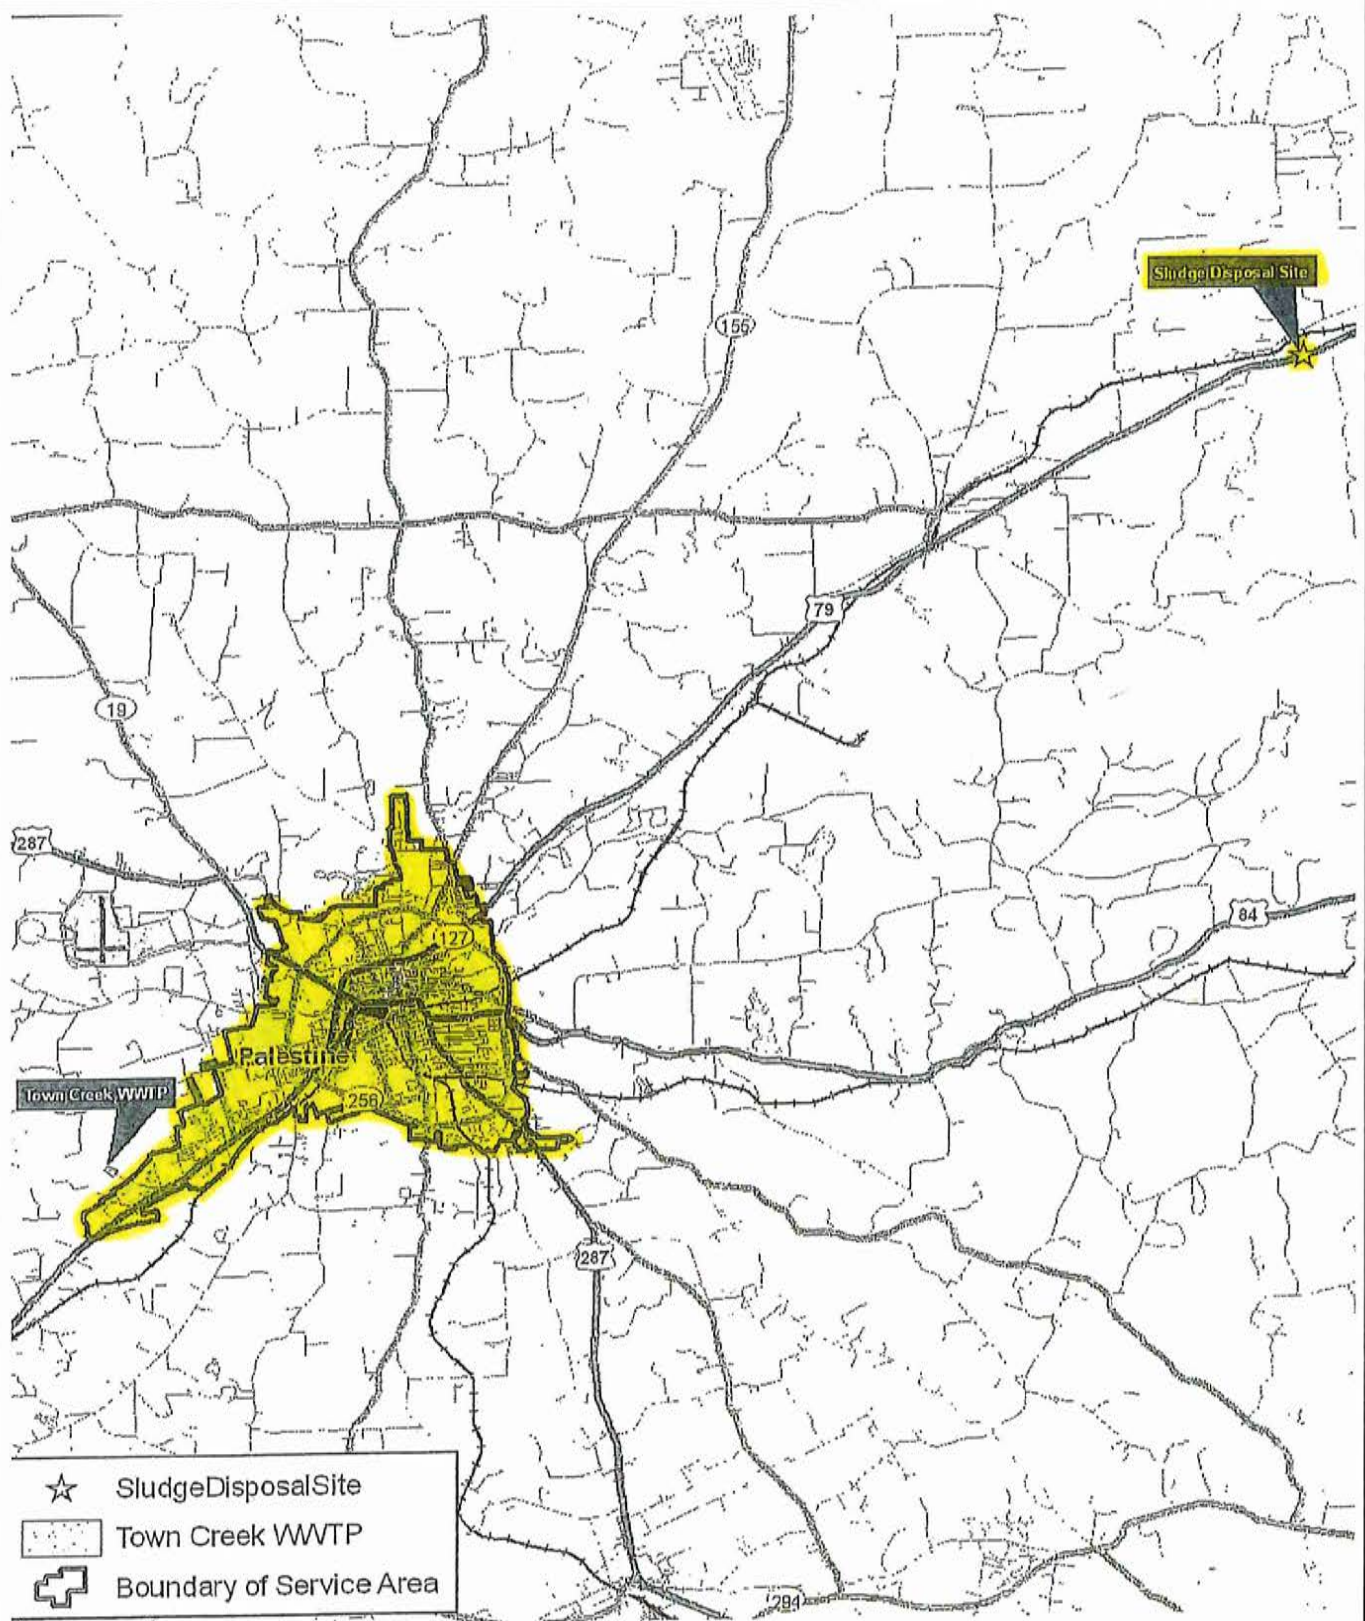 Sludge Disposal Site
155
79
19
287
127
84
Palestine
Town Creek WWTP
256
287
SludgeDisposalSite
Town Creek WWTP
Boundary of Service Area
294